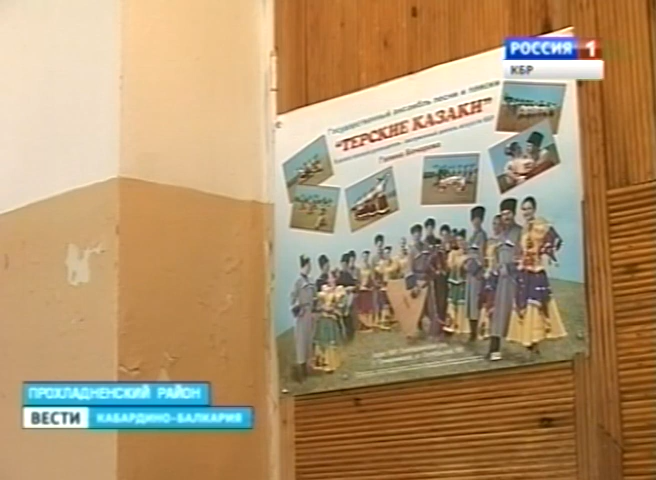 РОССИЯ 1
КБР
Государственный ансамбль песни и пляски
"ТЕРСКИЕ КАЗАКИ"
ПРОХЛАДНЕНСКИЙ РАЙОН
ВЕСТИ КАБАРДИНО-БАЛКАРИЯ